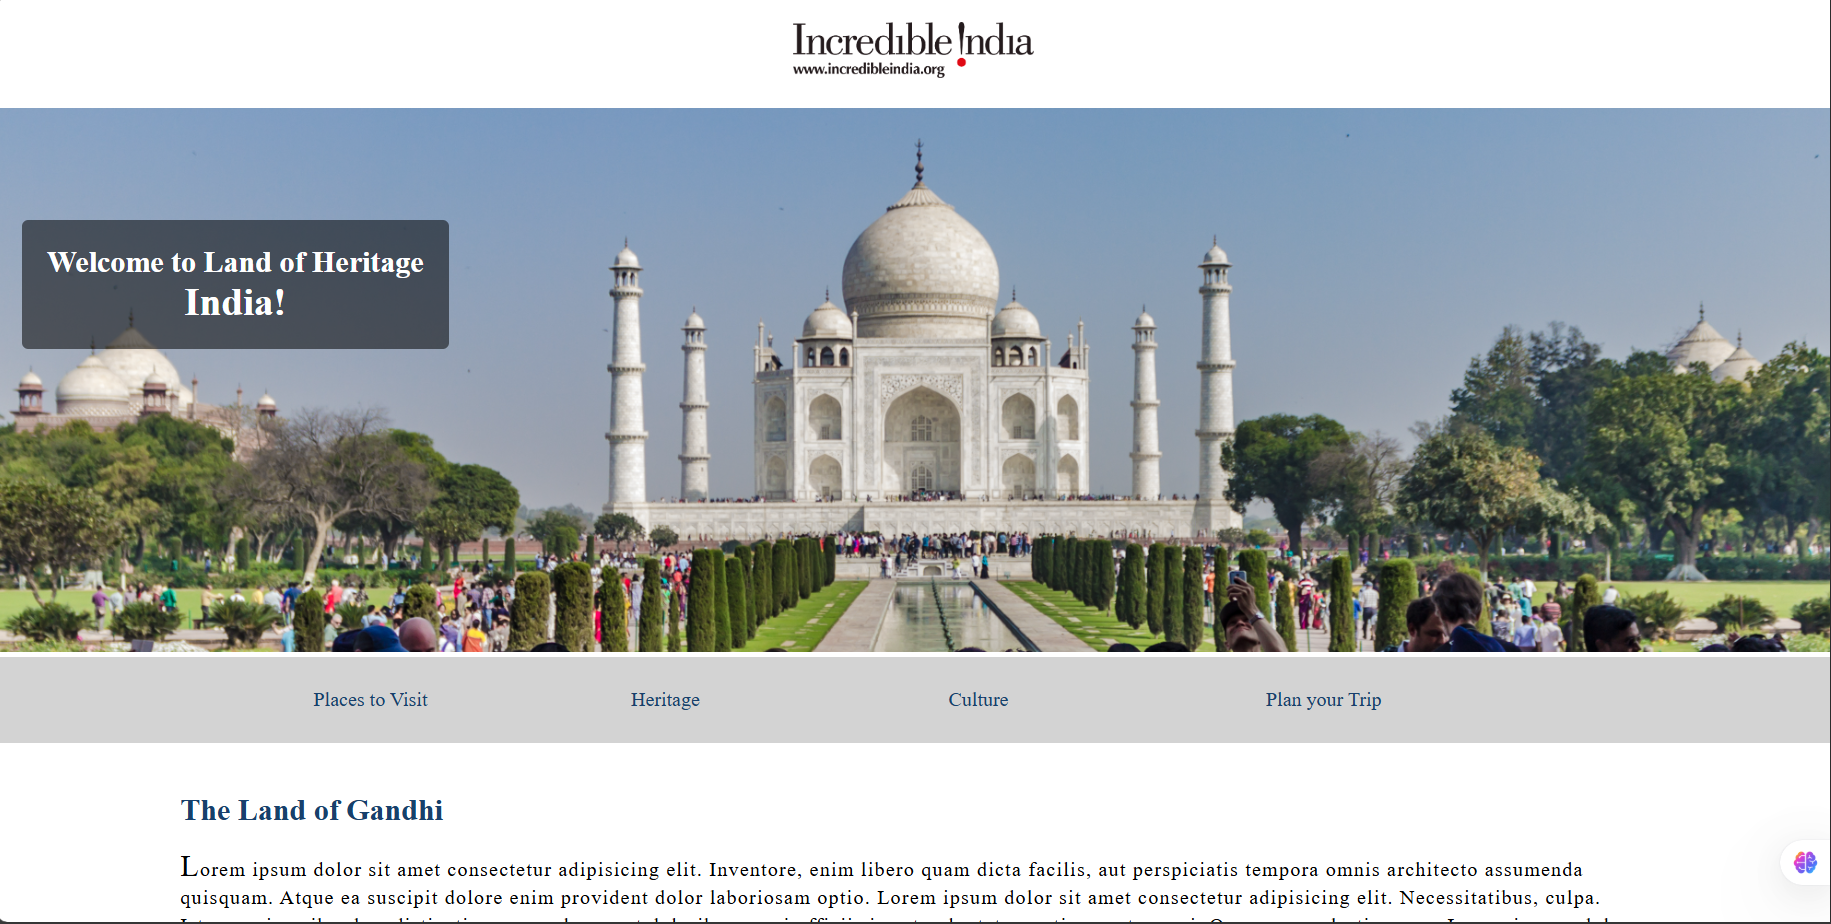 Incredible !ndia
www.incredibleindia.org
Welcome to Land of Heritage
India!
Places to Visit
Heritage
Culture
Plan your Trip
The Land of Gandhi
Lorem ipsum dolor sit amet consectetur adipisicing elit. Inventore, enim libero quam dicta facilis, aut perspiciatis tempora omnis architecto assumenda
quisquam. Atque ea suscipit dolore enim provident dolor laboriosam optio. Lorem ipsum dolor sit amet consectetur adipisicing elit. Necessitatibus, culpa.